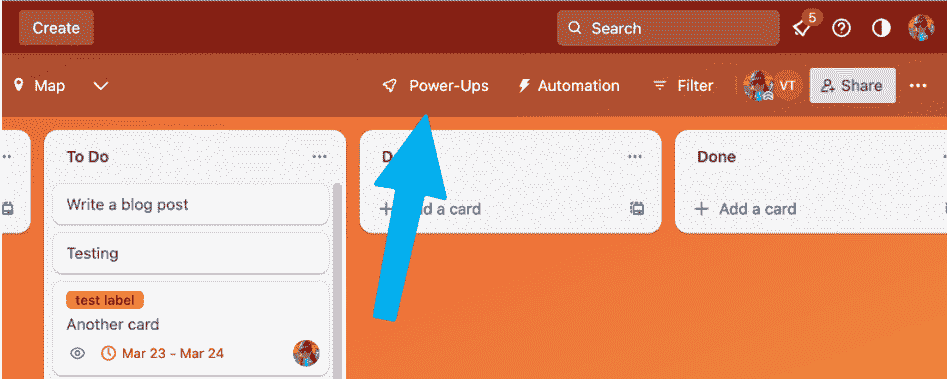 Create
Search
5
Map
Power-Ups
Automation
Filter
VT
Share
To Do
Write a blog post
Testing
test label
Another card
Mar 23 - Mar 24
D
dd a card
Done
Add a card